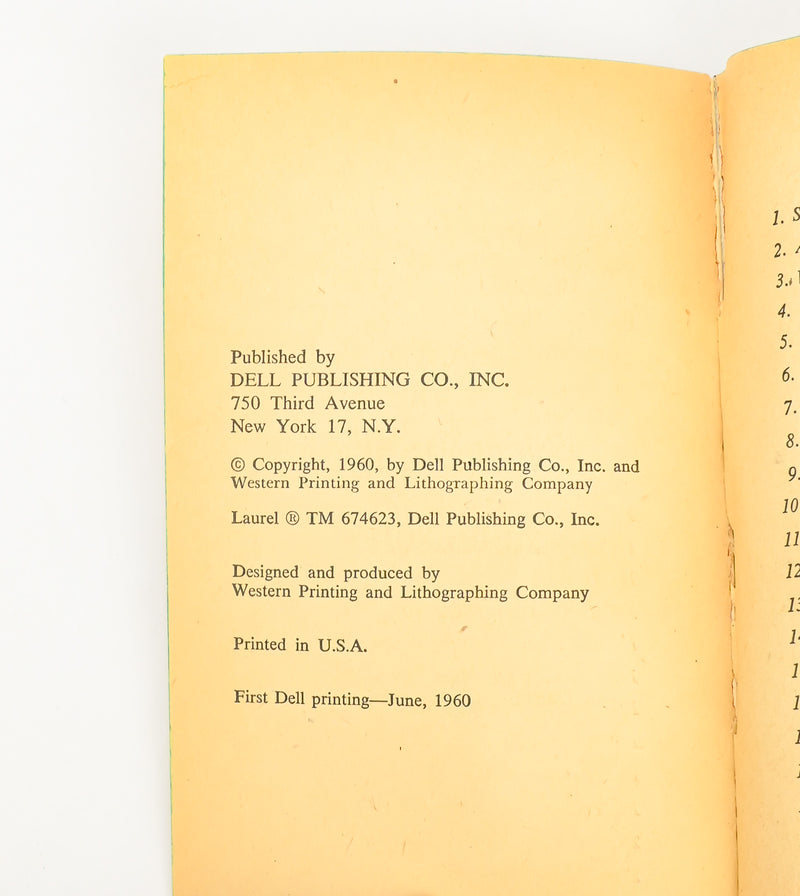 Published by
DELL PUBLISHING CO., INC.
750 Third Avenue
New York 17, N.Y.
© Copyright, 1960, by Dell Publishing Co., Inc. and
Western Printing and Lithographing Company
Laurel ® TM 674623, Dell Publishing Co., Inc.
Designed and produced by
Western Printing and Lithographing Company
Printed in U.S.A.
First Dell printing—June, 1960
1. S
2.
3.
4.
5.
6.
7.
8.
9.
10
11
12